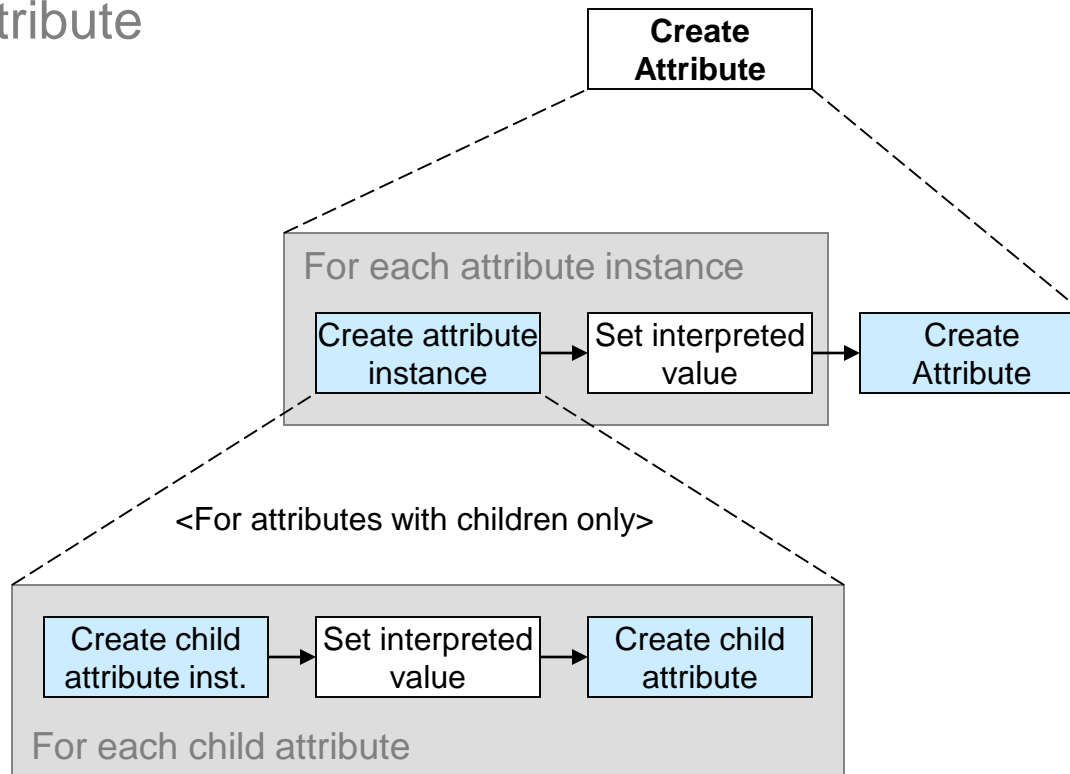 tribute
Create
Attribute
For each attribute instance
Create attribute
instance
Set interpreted
value
Create
Attribute
<For attributes with children only>
Create child
attribute inst.
Set interpreted
value
Create child
attribute
For each child attribute